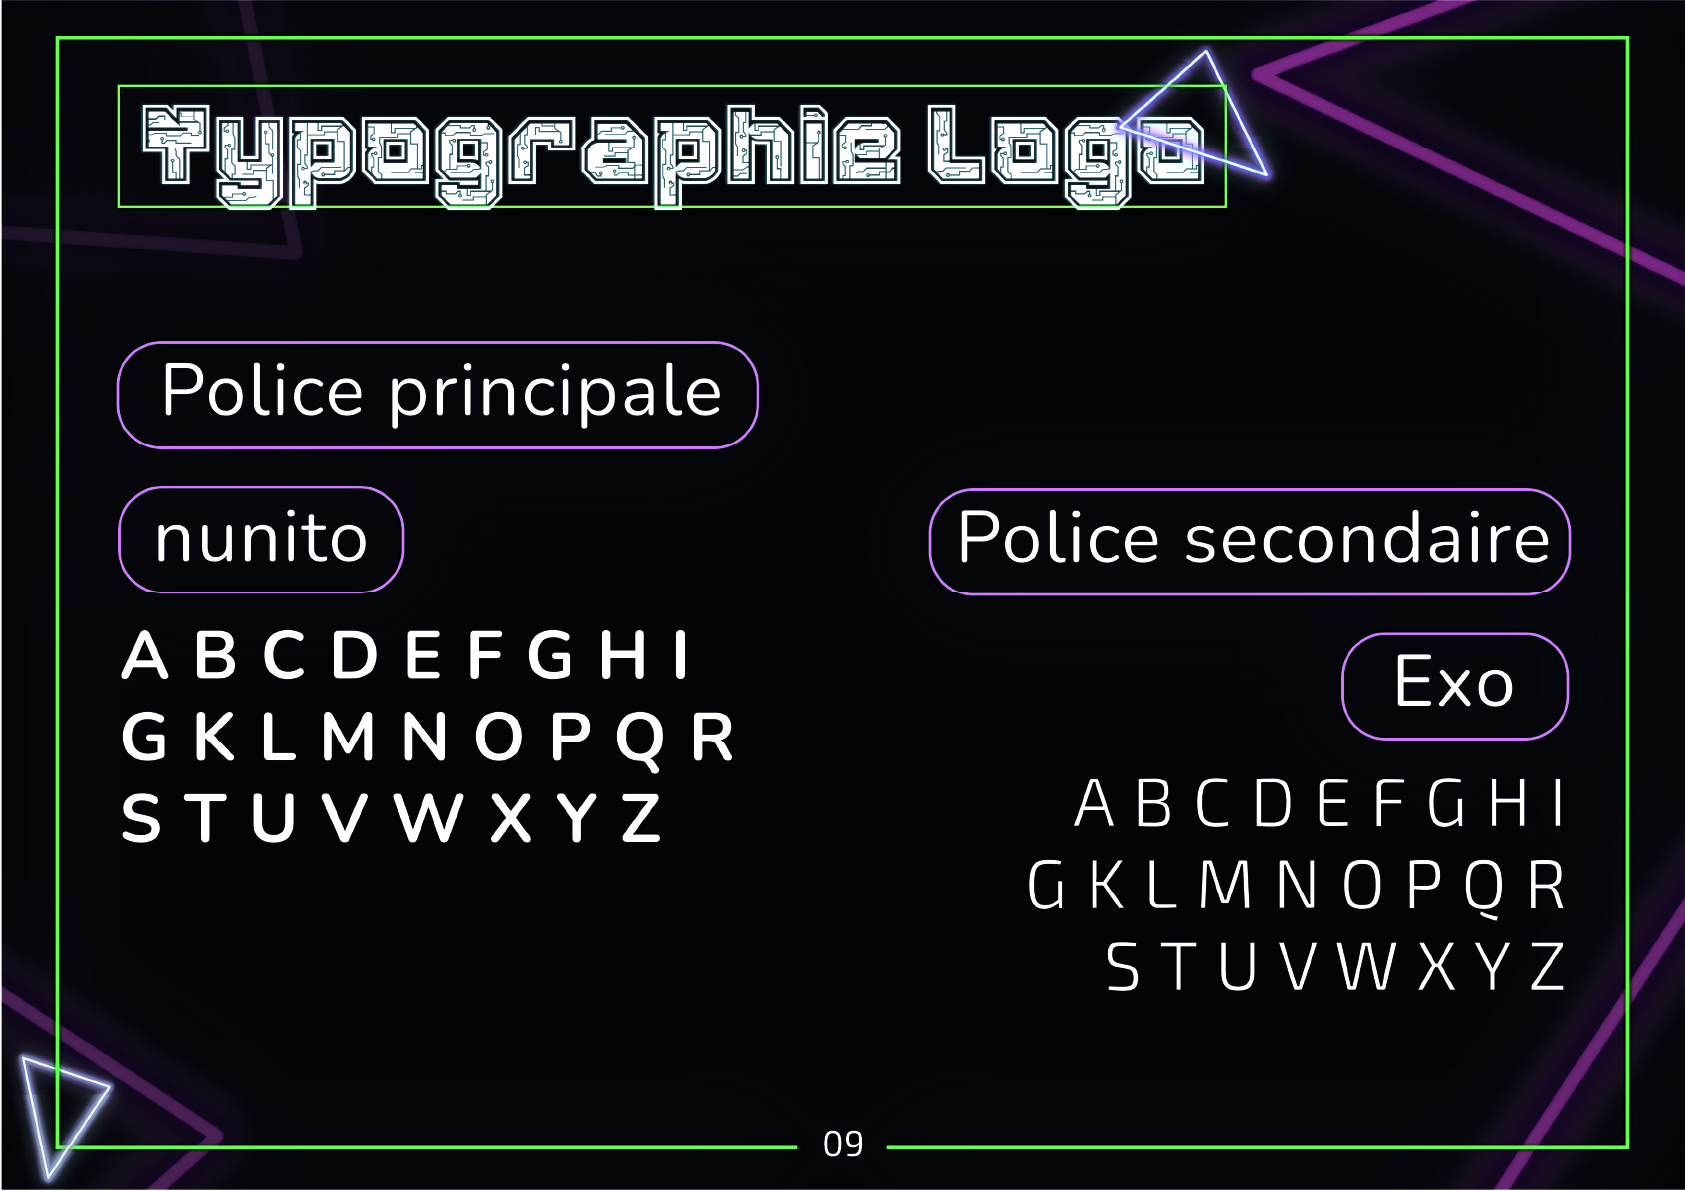 Typographie Logo
Police principale
nunito
A B C D E F G H I
G K L M N O P Q R
S T U V W X Y Z
Police secondaire
Exo
A B C D E F G H I
G K L M N O P Q R
S T U V W X Y Z
09